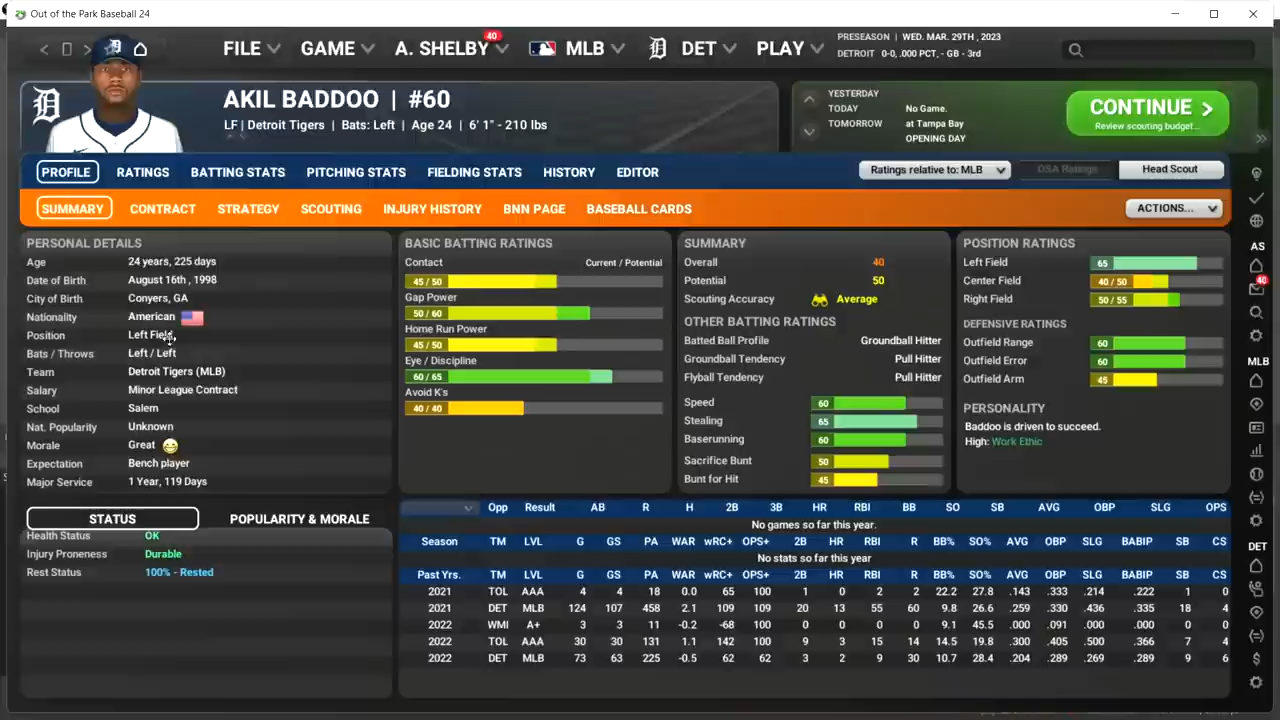 Out of the Park Baseball 24
FILE GAME A. SHELBY 40 MLB DET PLAY
PRESEASON | WED. MAR. 29TH , 2023
DETROIT 0-0, .000 PCT, - GB - 3rd
AKIL BADDOO | #60
LF | Detroit Tigers | Bats: Left | Age 24 | 6' 1" - 210 lbs
YESTERDAY
TODAY No Game.
TOMORROW at Tampa Bay
OPENING DAY
CONTINUE
Review scouting budget...
PROFILE RATINGS BATTING STATS PITCHING STATS FIELDING STATS HISTORY EDITOR
Ratings relative to: MLB OSA Ratings Head Scout
SUMMARY CONTRACT STRATEGY SCOUTING INJURY HISTORY BNN PAGE BASEBALL CARDS ACTIONS...
PERSONAL DETAILS
Age 24 years, 225 days
Date of Birth August 16th , 1998
City of Birth Conyers, GA
Nationality American
Position Left Field
Bats / Throws Left / Left
Team Detroit Tigers (MLB)
Salary Minor League Contract
School Salem
Nat. Popularity Unknown
Morale Great
Expectation Bench player
Major Service 1 Year, 119 Days
BASIC BATTING RATINGS
Contact Current / Potential
45 / 50
Gap Power
50 / 60
Home Run Power
45 / 50
Eye / Discipline
60 / 65
Avoid K's
40 / 40
SUMMARY
Overall 40
Potential 50
Scouting Accuracy Average
OTHER BATTING RATINGS
Batted Ball Profile Groundball Hitter
Groundball Tendency Pull Hitter
Flyball Tendency Pull Hitter
Speed 60
Stealing 65
Baserunning 60
Sacrifice Bunt 50
Bunt for Hit 45
POSITION RATINGS
Left Field 65
Center Field 40 / 50
Right Field 50 / 55
DEFENSIVE RATINGS
Outfield Range 60
Outfield Error 60
Outfield Arm 45
PERSONALITY
Baddoo is driven to succeed.
High: Work Ethic
AS
40
MLB
DET
STATUS POPULARITY & MORALE
Health Status OK
Injury Proneness Durable
Rest Status 100% - Rested
Opp Result AB R H 2B 3B HR RBI BB SO SB AVG OBP SLG OPS
No games so far this year.
Season TM LVL G GS PA WAR wRC+ OPS+ 2B HR RBI R BB% SO% AVG OBP SLG BABIP SB CS
No stats so far this year
Past Yrs. TM LVL G GS PA WAR wRC+ OPS+ 2B HR RBI R BB% SO% AVG OBP SLG BABIP SB CS
2021 TOL AAA 4 4 18 0.0 65 100 1 0 2 2 22.2 27.8 .143 .333 .214 .222 1 0
2021 DET MLB 124 107 458 2.1 109 109 20 13 55 60 9.8 26.6 .259 .330 .436 .335 18 4
2022 WMI A+ 3 3 11 -0.2 -68 100 0 0 0 0 9.1 45.5 .000 .091 .000 .000 0 0
2022 TOL AAA 30 30 131 1.1 142 100 9 3 15 14 14.5 19.8 .300 .405 .500 .366 7 4
2022 DET MLB 73 63 225 -0.5 62 62 3 2 9 30 10.7 28.4 .204 .289 .269 .289 9 6